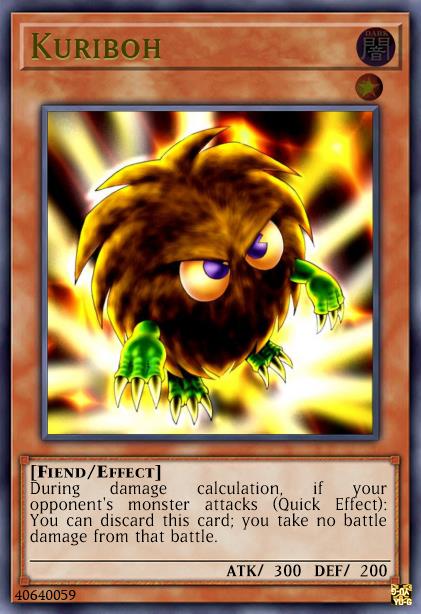 KURIBOH
DARK
闇
[FIEND/EFFECT]
During damage calculation, if your
opponent's monster attacks (Quick Effect):
You can discard this card; you take no battle
damage from that battle.
ATK/ 300 DEF/ 200
40640059